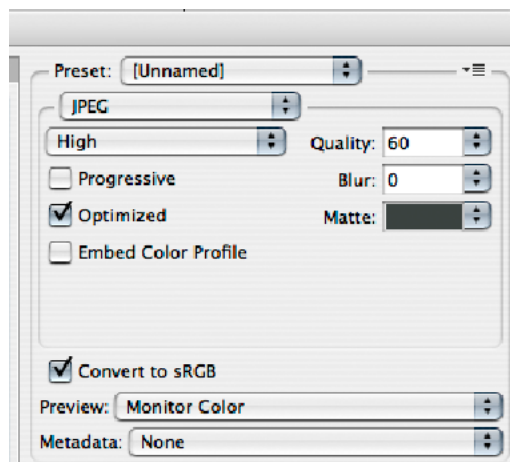 Preset: [Unnamed]
JPEG
High Quality: 60
Progressive Blur: 0
Optimized Matte:
Embed Color Profile
Convert to sRGB
Preview: Monitor Color
Metadata: None